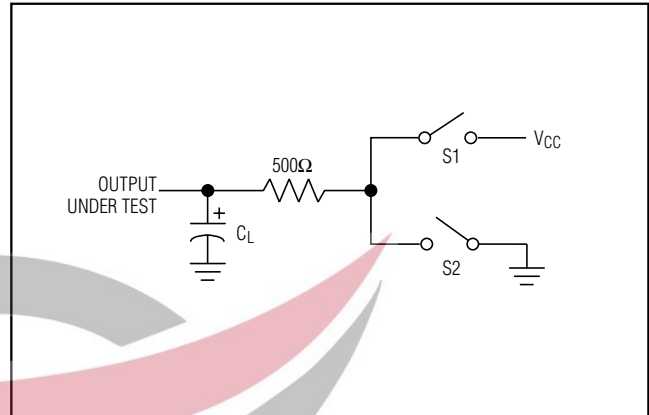 500Ω
OUTPUT
UNDER TEST
+
CL
S1
VCC
S2